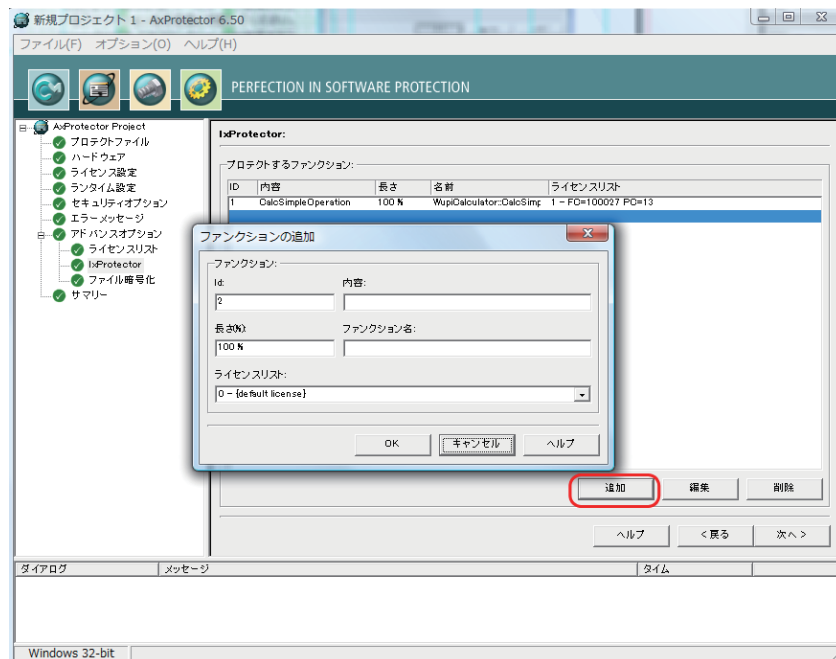 新規プロジェクト 1 - AxProtector 6.50
ファイル(F) オプション(O) ヘルプ(H)
PERFECTION IN SOFTWARE PROTECTION
AxProtector Project
プロテクトファイル
ハードウェア
ライセンス設定
ランタイム設定
セキュリティオプション
エラーメッセージ
アドバンスオプション
ライセンスリスト
IxProtector
ファイル暗号化
サマリー
IxProtector:
プロテクトするファンクション:
ID 内容 長さ 名前 ライセンスリスト
1 CalcSimpleOperation 100 % WupiCalculator::CalcSimp 1 - FC=100027 PC=13
ファンクションの追加
ファンクション:
Id: 内容:
2
長さ(%): ファンクション名:
100 %
ライセンスリスト:
0 - {default license}
OK キャンセル ヘルプ
追加 編集 削除
ヘルプ <戻る 次へ>
ダイアログ メッセージ タイム
Windows 32-bit